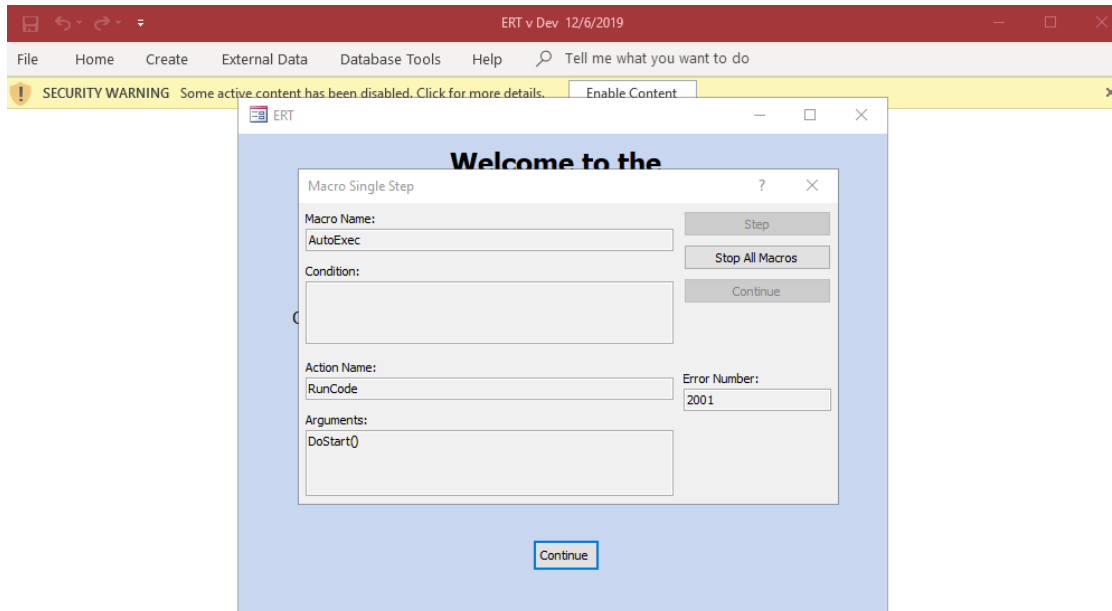 ERT v Dev 12/6/2019
File Home Create External Data Database Tools Help Tell me what you want to do
SECURITY WARNING Some active content has been disabled. Click for more details. Enable Content
ERT
Welcome to the
Macro Single Step
Macro Name:
AutoExec
Step
Stop All Macros
Condition:
Continue
Action Name:
RunCode
Error Number:
2001
Arguments:
DoStart()
Continue